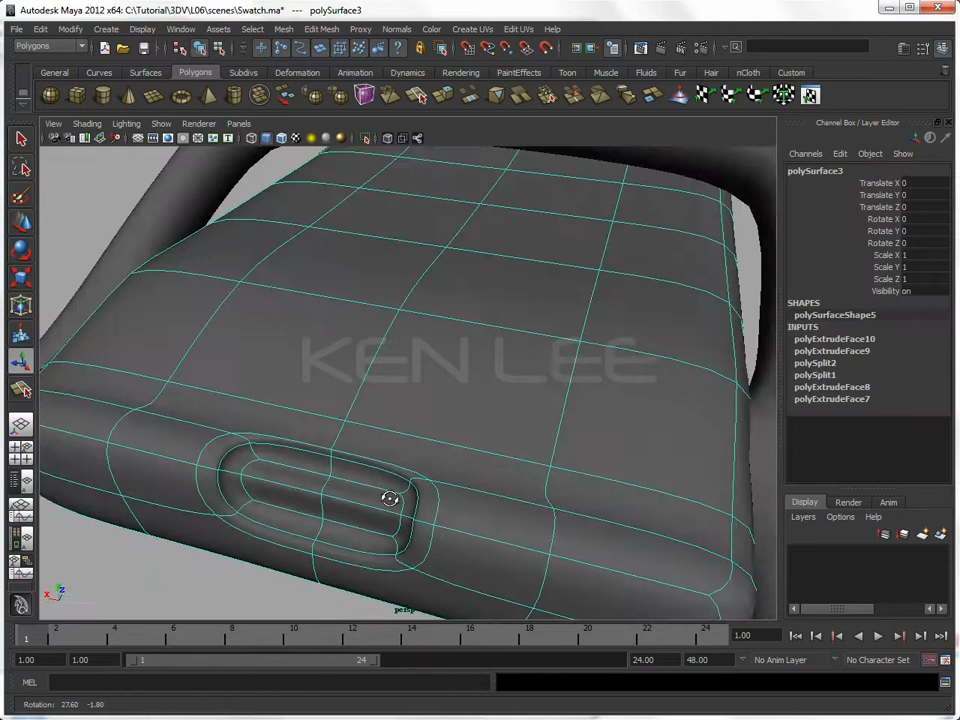 Autodesk Maya 2012 x64: C:\Tutorial\3DV\L06\scenes\Swatch.ma* --- polySurface3
File Edit Modify Create Display Window Assets Select Mesh Edit Mesh Proxy Normals Color Create UVs Edit UVs Help
Polygons
General Curves Surfaces Polygons Subdivs Deformation Animation Dynamics Rendering PaintEffects Toon Muscle Fluids Fur Hair nCloth Custom
View Shading Lighting Show Renderer Panels
Channel Box / Layer Editor
Channels Edit Object Show
polySurface3
Translate X 0
Translate Y 0
Translate Z 0
Rotate X 0
Rotate Y 0
Rotate Z 0
Scale X 1
Scale Y 1
Scale Z 1
Visibility on
SHAPES
polySurfaceShape5
INPUTS
polyExtrudeFace10
polyExtrudeFace9
polySplit2
polySplit1
polyExtrudeFace8
polyExtrudeFace7
KEN LEE
Display Render Anim
Layers Options Help
persp
1 2 4 6 8 10 12 14 16 18 20 22 24 1.00
1.00 1.00 1 24 24.00 48.00 No Anim Layer No Character Set
MEL
Rotation: 27.60 -1.80